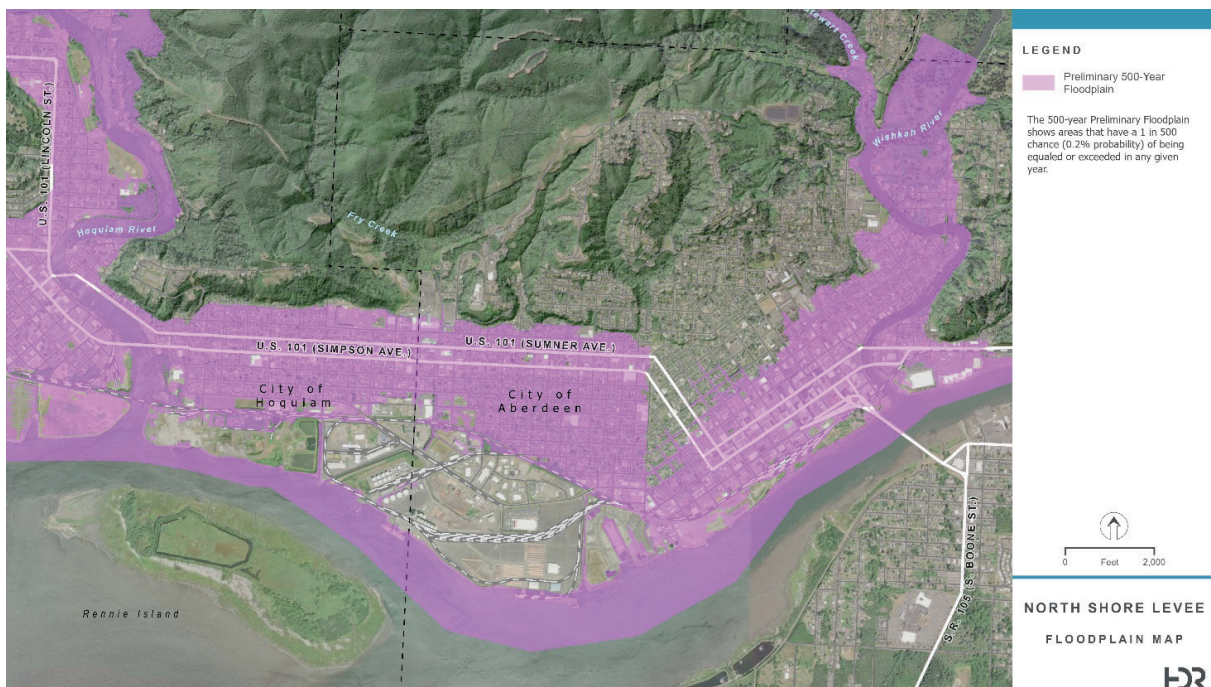 Stewart Creek
LEGEND
Preliminary 500-Year
Floodplain
The 500-year Preliminary Floodplain
shows areas that have a 1 in 500
chance (0.2% probability) of being
equaled or exceeded in any given
year.
Wishkah River
U.S. 101 (LINCOLN ST.)
Hoquiam River
Fry Creek
U.S. 101 (SIMPSON AVE.)
U.S. 101 (SUMNER AVE.)
City of
Hoquiam
City of
Aberdeen
S.R. 105 (S. BOONE ST.)
Rennie Island
0 Feet 2,000
NORTH SHORE LEVEE
FLOODPLAIN MAP
HDR